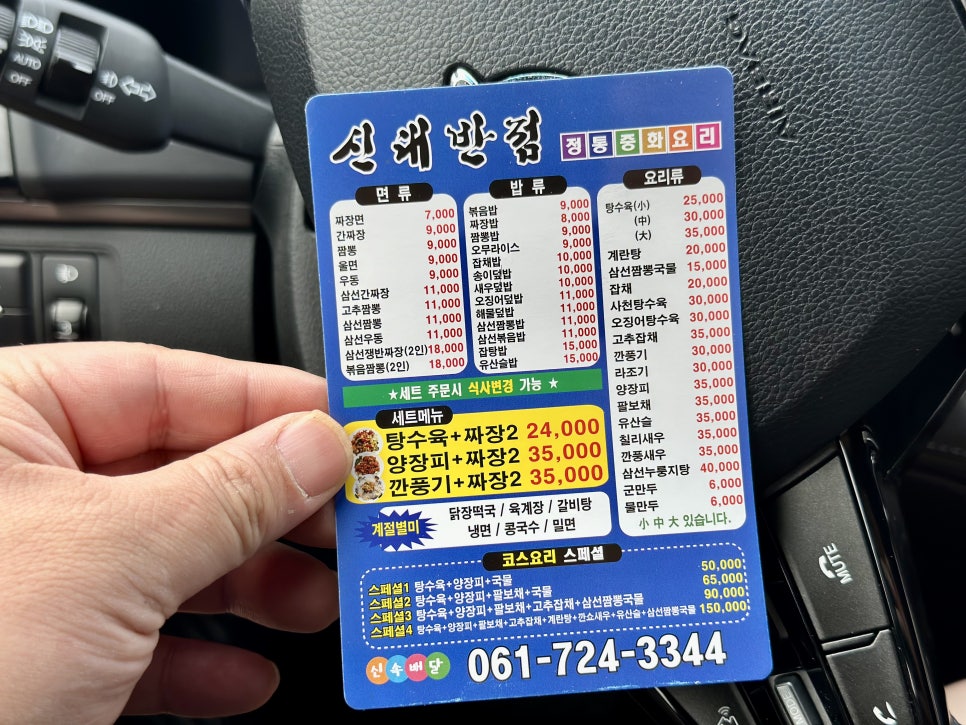 신채반점 정통중화요리
면류
짜장면 7,000
간짜장 9,000
짬뽕 9,000
울면 9,000
우동 9,000
삼선간짜장 11,000
고추짬뽕 11,000
삼선짬뽕 11,000
삼선우동 11,000
삼선쟁반짜장(2인) 18,000
볶음짬뽕(2인) 18,000
밥류
볶음밥 9,000
짜장밥 8,000
짬뽕밥 9,000
오무라이스 9,000
잡채밥 10,000
송이덮밥 10,000
새우덮밥 10,000
오징어덮밥 11,000
해물덮밥 11,000
삼선짬뽕밥 11,000
삼선볶음밥 11,000
잡탕밥 15,000
유산슬밥 15,000
요리류
탕수육(小) 25,000
(中) 30,000
(大) 35,000
계란탕 20,000
삼선짬뽕국물 15,000
잡채 20,000
사천탕수육 30,000
오징어탕수육 30,000
고추잡채 35,000
깐풍기 30,000
라조기 30,000
양장피 35,000
팔보채 35,000
유산슬 35,000
칠리새우 35,000
깐풍새우 35,000
삼선누룽지탕 40,000
군만두 6,000
물만두 6,000
小 中 大 있습니다.
★세트 주문시 식사변경 가능 ★
세트메뉴
탕수육+짜장2 24,000
양장피+짜장2 35,000
깐풍기+짜장2 35,000
계절별미
닭장떡국 / 육계장 / 갈비탕
냉면 / 콩국수 / 밀면
코스요리 스페셜
스페셜1 탕수육+양장피+국물 50,000
스페셜2 탕수육+양장피+팔보채+국물 65,000
스페셜3 탕수육+양장피+팔보채+고추잡채+삼선짬뽕국물 90,000
스페셜4 탕수육+양장피+팔보채+고추잡채+계란탕+깐쇼새우+유산슬+삼선짬뽕국물 150,000
신속배달 061-724-3344
AUTO
OFF
OFF
AIRBAG
MUTE